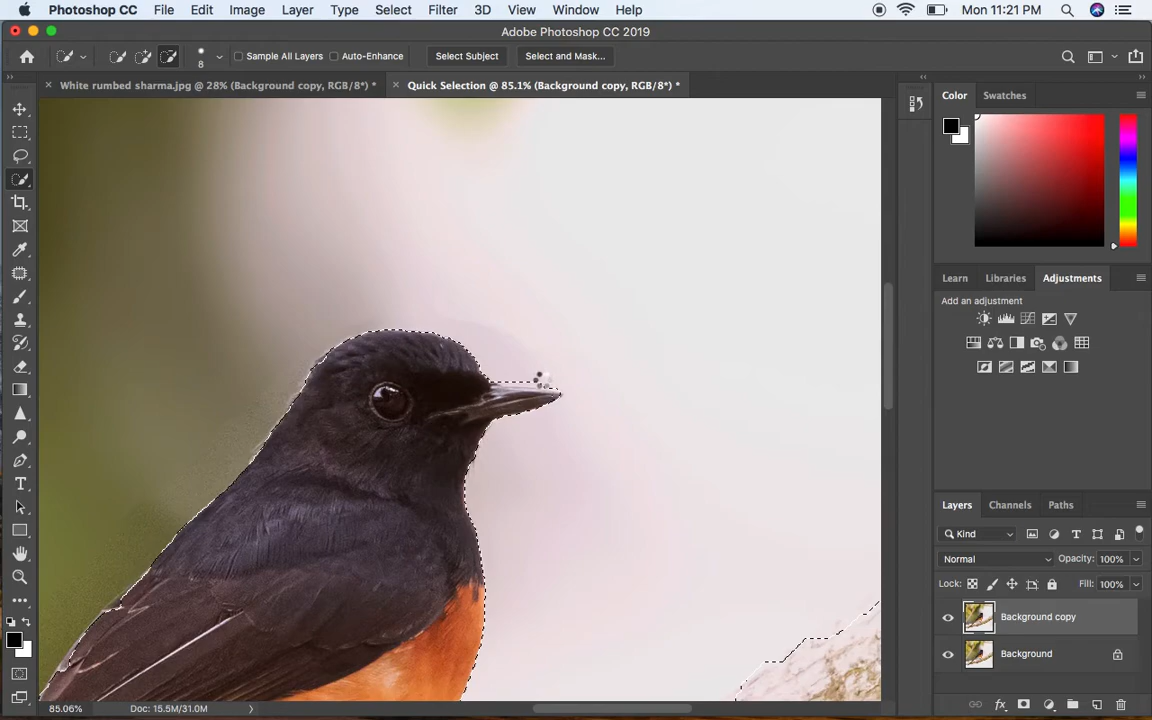 Photoshop CC File Edit Image Layer Type Select Filter 3D View Window Help Mon 11:21 PM
Adobe Photoshop CC 2019
8 Sample All Layers Auto-Enhance Select Subject Select and Mask...
White rumbed sharma.jpg @ 28% (Background copy, RGB/8*) * Quick Selection @ 85.1% (Background copy, RGB/8*) *
Color Swatches
Learn Libraries Adjustments
Add an adjustment
Layers Channels Paths
Kind
Normal Opacity: 100%
Lock: Fill: 100%
Background copy
Background
85.06% Doc: 15.5M/31.0M
fx